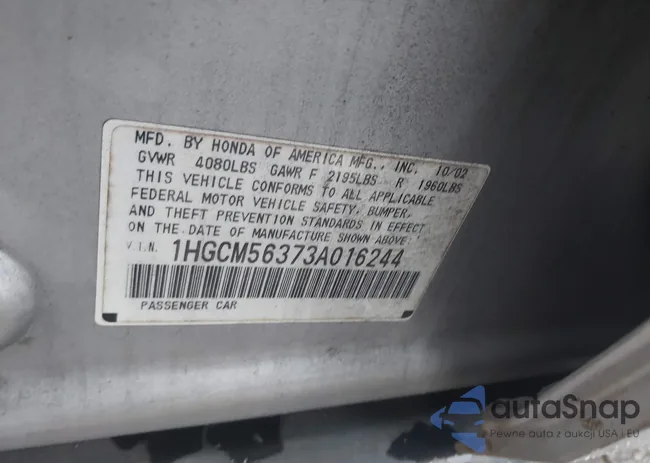 MFD. BY HONDA OF AMERICA MFG., INC. 10/02
GVWR 4080LBS GAWR F 2195LBS R 1960LBS
THIS VEHICLE CONFORMS TO ALL APPLICABLE
FEDERAL MOTOR VEHICLE SAFETY, BUMPER,
AND THEFT PREVENTION STANDARDS IN EFFECT
ON THE DATE OF MANUFACTURE SHOWN ABOVE.
V.I.N. 1HGCM56373A016244
PASSENGER CAR
autaSnap
Pewne auta z aukcji USA i EU